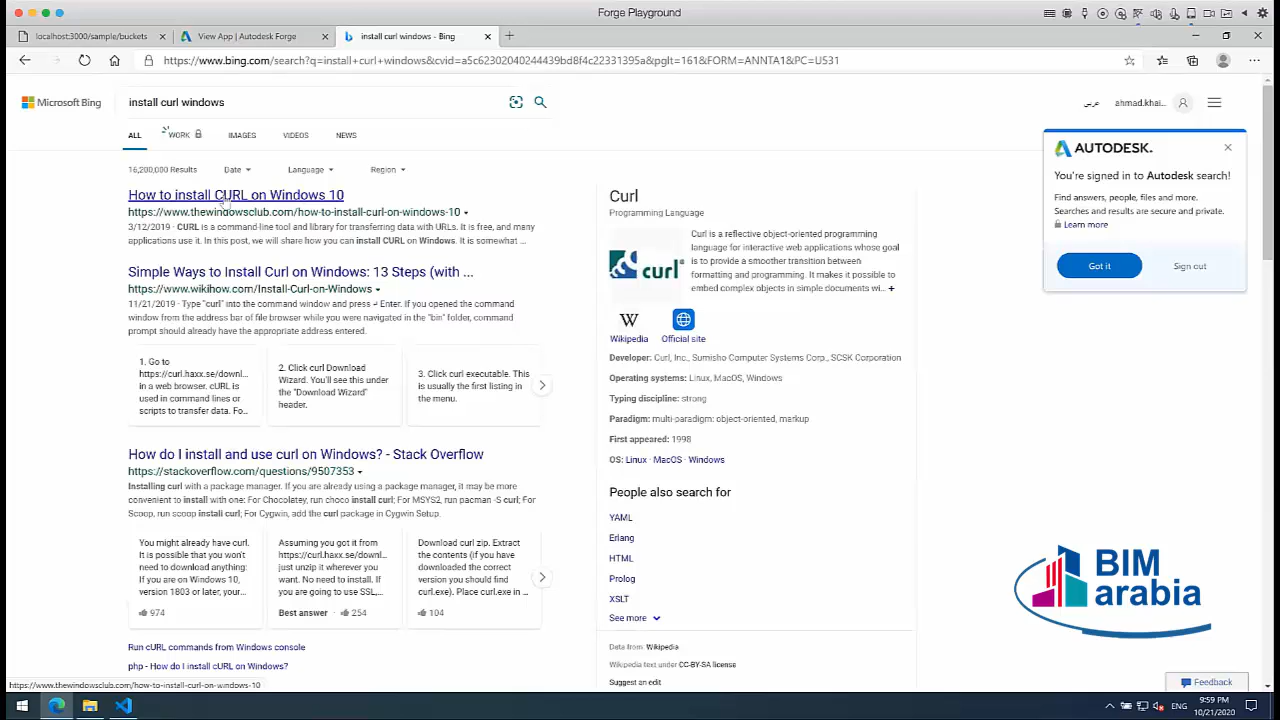 Forge Playground
localhost:3000/sample/buckets
View App | Autodesk Forge
install curl windows - Bing
https://www.bing.com/search?q=install+curl+windows&cvid=a5c62302040244439bd8f4c22331395a&pglt=161&FORM=ANNTA1&PC=U531
Microsoft Bing
install curl windows
عربي
ahmad.khai...
ALL
WORK
IMAGES
VIDEOS
NEWS
16,200,000 Results
Date
Language
Region
How to install CURL on Windows 10
https://www.thewindowsclub.com/how-to-install-curl-on-windows-10
3/12/2019 · CURL is a command-line tool and library for transferring data with URLs. It is free, and many
applications use it. In this post, we will share how you can install CURL on Windows. It is somewhat ...
Simple Ways to Install Curl on Windows: 13 Steps (with ...
https://www.wikihow.com/Install-Curl-on-Windows
11/21/2019 · Type "curl" into the command window and press ↵ Enter. If you opened the command
window from the address bar of file browser while you were navigated in the "bin" folder, command
prompt should already have the appropriate address entered.
1. Go to
https://curl.haxx.se/downl...
in a web browser. cURL is
used in command lines or
scripts to transfer data. Fo...
2. Click curl Download
Wizard. You'll see this under
the "Download Wizard"
header.
3. Click curl executable. This
is usually the first listing in
the menu.
How do I install and use curl on Windows? - Stack Overflow
https://stackoverflow.com/questions/9507353
Installing curl with a package manager. If you are already using a package manager, it may be more
convenient to install with one: For Chocolatey, run choco install curl; For MSYS2, run pacman -S curl; For
Scoop, run scoop install curl; For Cygwin, add the curl package in Cygwin Setup.
You might already have curl.
It is possible that you won't
need to download anything:
If you are on Windows 10,
version 1803 or later, your...
974
Assuming you got it from
https://curl.haxx.se/downl...
just unzip it wherever you
want. No need to install. If
you are going to use SSL,...
Best answer · 254
Download curl zip. Extract
the contents (if you have
downloaded the correct
version you should find
curl.exe). Place curl.exe in ...
104
Run cURL commands from Windows console
php - How do I install cURL on Windows?
https://www.thewindowsclub.com/how-to-install-curl-on-windows-10
Curl
Programming Language
curl
Curl is a reflective object-oriented programming
language for interactive web applications whose goal
is to provide a smoother transition between
formatting and programming. It makes it possible to
embed complex objects in simple documents wi... +
W
Wikipedia
Official site
Developer: Curl, Inc., Sumisho Computer Systems Corp., SCSK Corporation
Operating systems: Linux, MacOS, Windows
Typing discipline: strong
Paradigm: multi-paradigm: object-oriented, markup
First appeared: 1998
OS: Linux · MacOS · Windows
People also search for
YAML
Erlang
HTML
Prolog
XSLT
See more
Data from: Wikipedia
Wikipedia text under CC-BY-SA license
Suggest an edit
AUTODESK.
You're signed in to Autodesk search!
Find answers, people, files and more.
Searches and results are secure and private.
Learn more
Got it
Sign out
BIM
arabia
Feedback
ENG
9:59 PM
10/21/2020